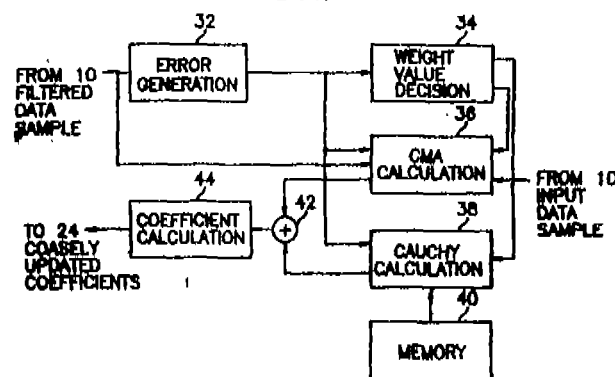 32
34
FROM 10
FILTERED
DATA
SAMPLE
ERROR
GENERATION
WEIGHT
VALUE
DECISION
36
CMA
CALCULATION
44
COEFFICIENT
CALCULATION
42
+
38
FROM 10
INPUT
DATA
SAMPLE
TO 24
COASELY
UPDATED
COEFFICIENTS
CAUCHY
CALCULATION
40
MEMORY